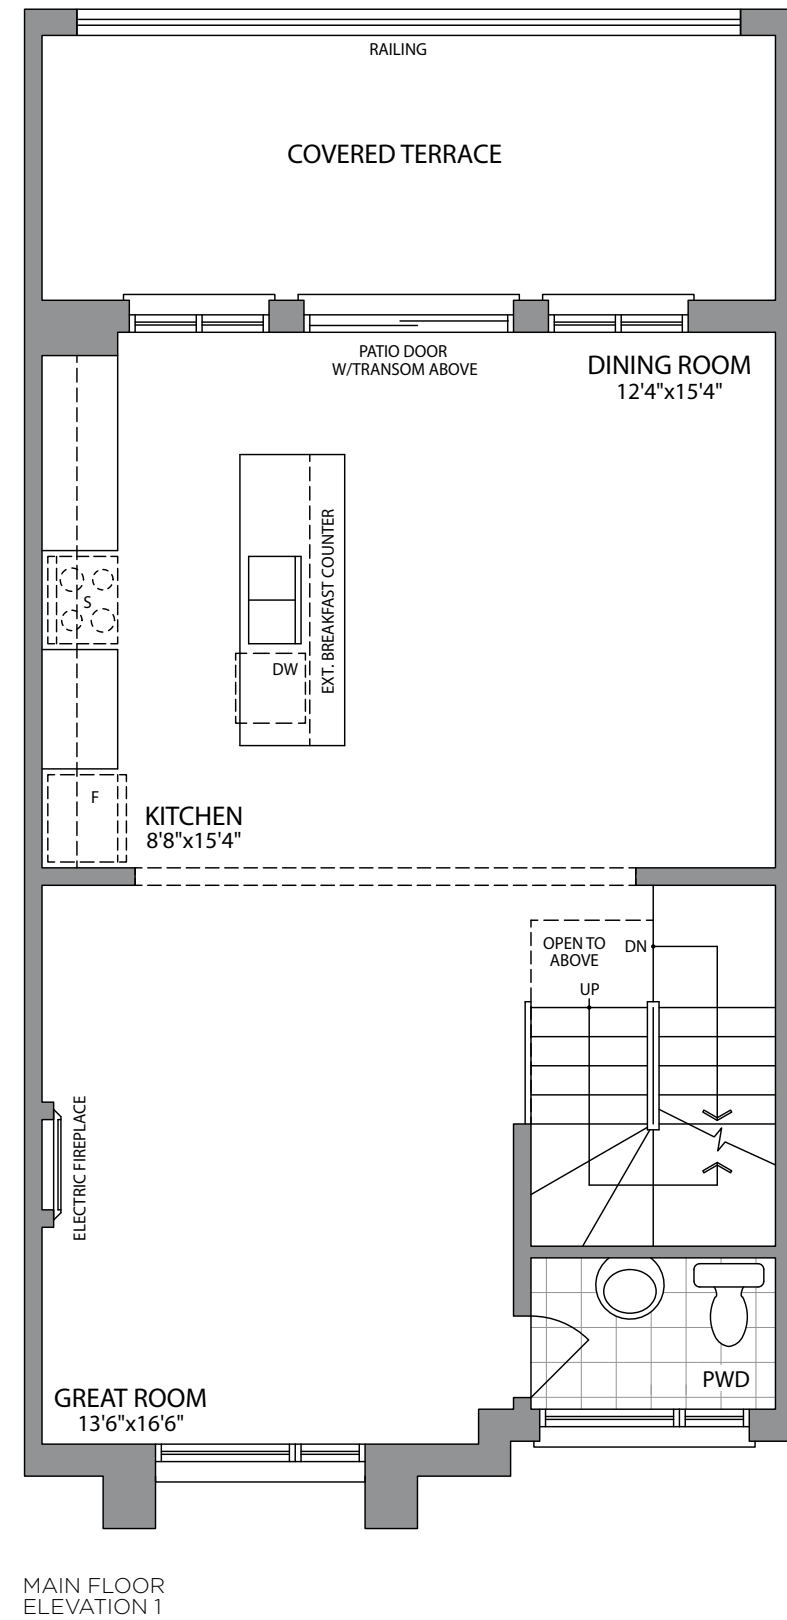 RAILING
COVERED TERRACE
PATIO DOOR
W/TRANSOM ABOVE
DINING ROOM
12'4"x15'4"
EXT. BREAKFAST COUNTER
S
DW
F
KITCHEN
8'8"x15'4"
OPEN TO
ABOVE
DN
UP
ELECTRIC FIREPLACE
PWD
GREAT ROOM
13'6"x16'6"
MAIN FLOOR
ELEVATION 1